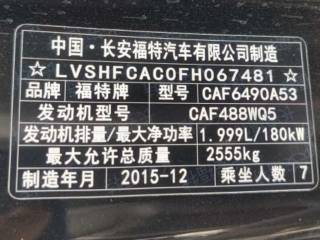 中国·长安福特汽车有限公司制造
☆LVSHFCAC0FH067481☆
品牌 福特牌 型号 CAF6490A53
发动机型号 CAF488WQ5
发动机排量/最大净功率 1.999L/180kW
最大允许总质量 2555kg
制造年月 2015-12 乘坐人数 7